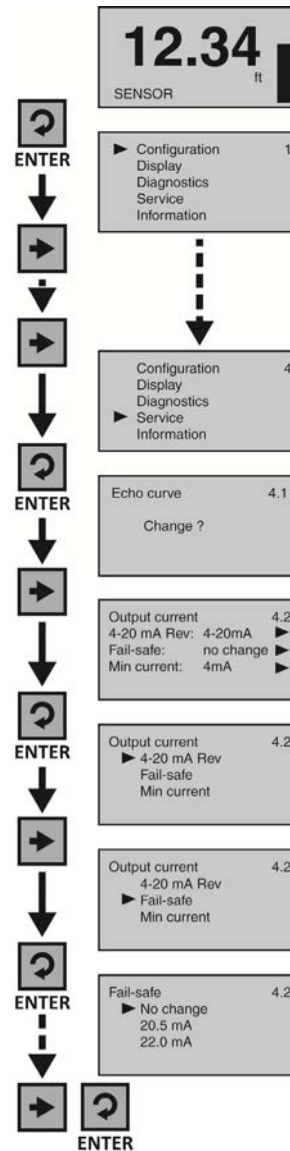 12.34
ft
SENSOR
ENTER
Configuration 1
Display
Diagnostics
Service
Information
Configuration 4
Display
Diagnostics
Service
Information
ENTER
Echo curve 4.1
Change ?
Output current 4.2
4-20 mA Rev: 4-20mA
Fail-safe: no change
Min current: 4mA
ENTER
Output current 4.2
4-20 mA Rev
Fail-safe
Min current
Output current 4.2
4-20 mA Rev
Fail-safe
Min current
ENTER
Fail-safe 4.2
No change
20.5 mA
22.0 mA
ENTER